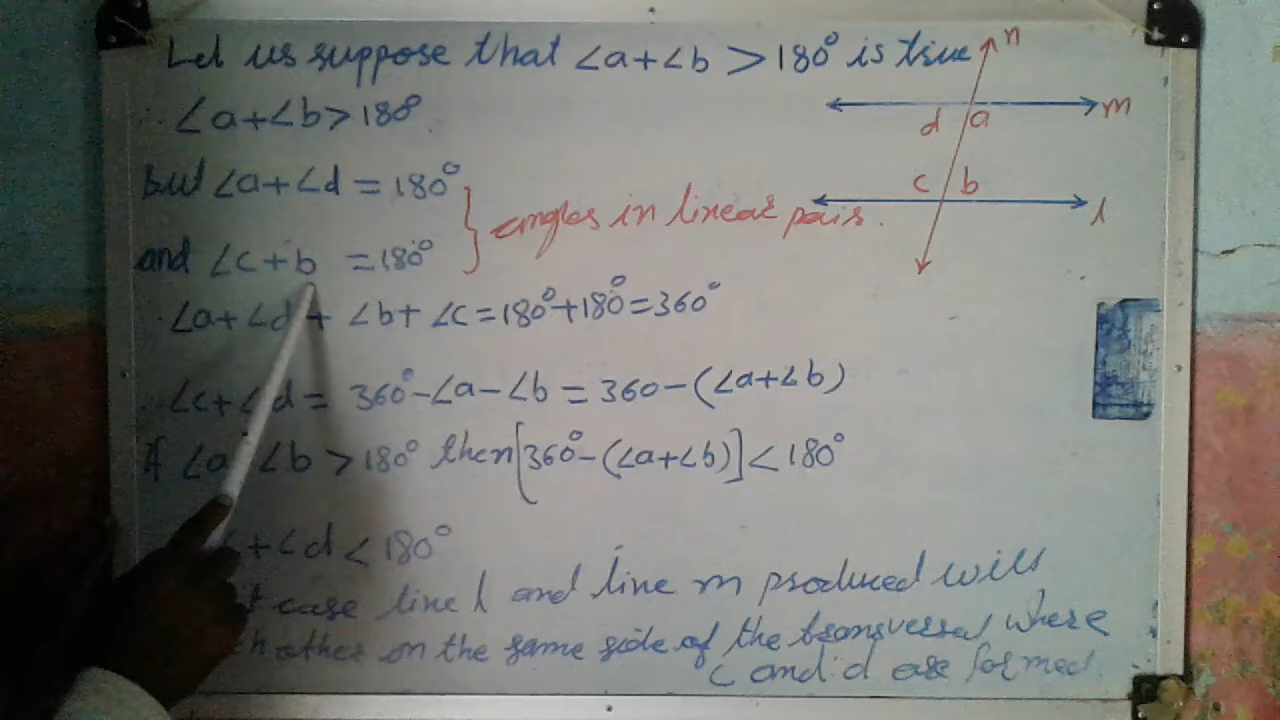 Let us suppose that ∠a+∠b > 180° is true
∴ ∠a+∠b > 180°
but ∠a+∠d = 180°
and ∠c+b = 180°
angles in linear pair.
∴ ∠a+∠d+ ∠b+ ∠c = 180°+180° = 360°
∴ ∠c+∠d = 360°-∠a-∠b = 360-(∠a+∠b)
If ∠a ∠b > 180° then [360°-(∠a+∠b)] < 180°
+∠d < 180°
case line l and line m produced will
other on the same side of the transversal where
c and d are formed.
n
m
d a
c b
l